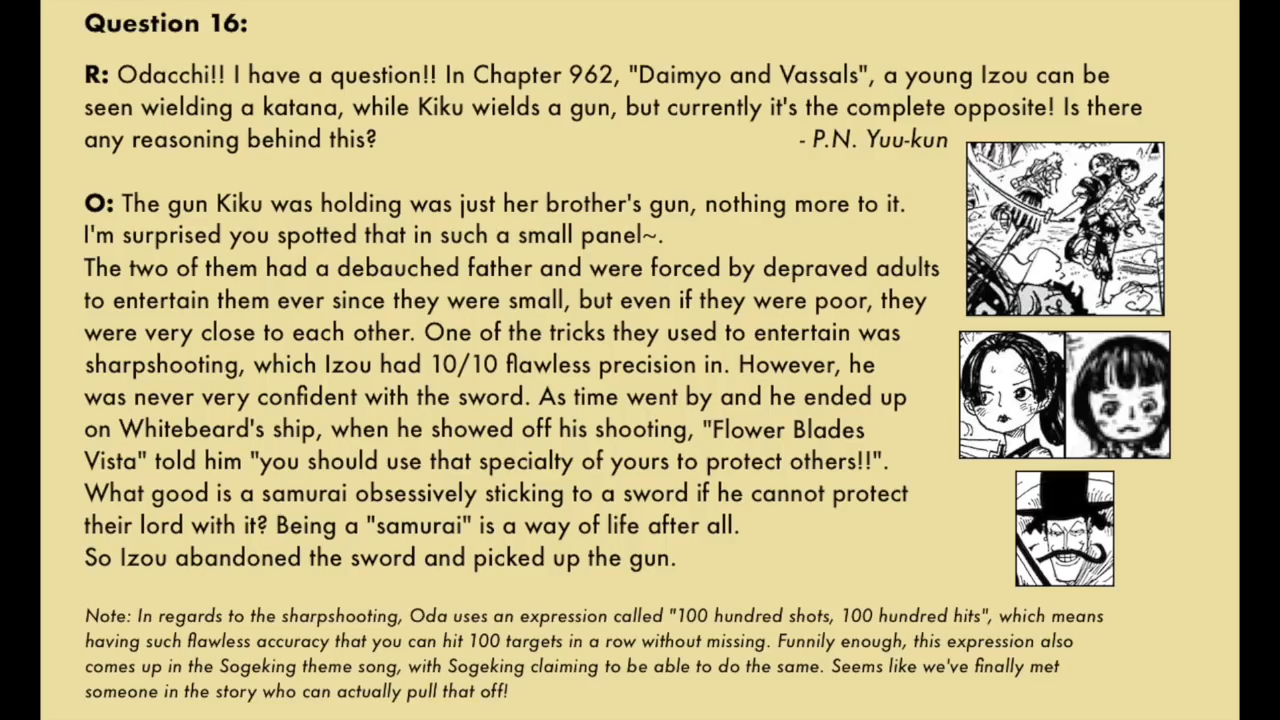 Question 16:
R: Odacchi!! I have a question!! In Chapter 962, "Daimyo and Vassals", a young Izou can be
seen wielding a katana, while Kiku wields a gun, but currently it's the complete opposite! Is there
any reasoning behind this? - P.N. Yuu-kun
O: The gun Kiku was holding was just her brother's gun, nothing more to it.
I'm surprised you spotted that in such a small panel~.
The two of them had a debauched father and were forced by depraved adults
to entertain them ever since they were small, but even if they were poor, they
were very close to each other. One of the tricks they used to entertain was
sharpshooting, which Izou had 10/10 flawless precision in. However, he
was never very confident with the sword. As time went by and he ended up
on Whitebeard's ship, when he showed off his shooting, "Flower Blades
Vista" told him "you should use that specialty of yours to protect others!!".
What good is a samurai obsessively sticking to a sword if he cannot protect
their lord with it? Being a "samurai" is a way of life after all.
So Izou abandoned the sword and picked up the gun.
Note: In regards to the sharpshooting, Oda uses an expression called "100 hundred shots, 100 hundred hits", which means
having such flawless accuracy that you can hit 100 targets in a row without missing. Funnily enough, this expression also
comes up in the Sogeking theme song, with Sogeking claiming to be able to do the same. Seems like we've finally met
someone in the story who can actually pull that off!